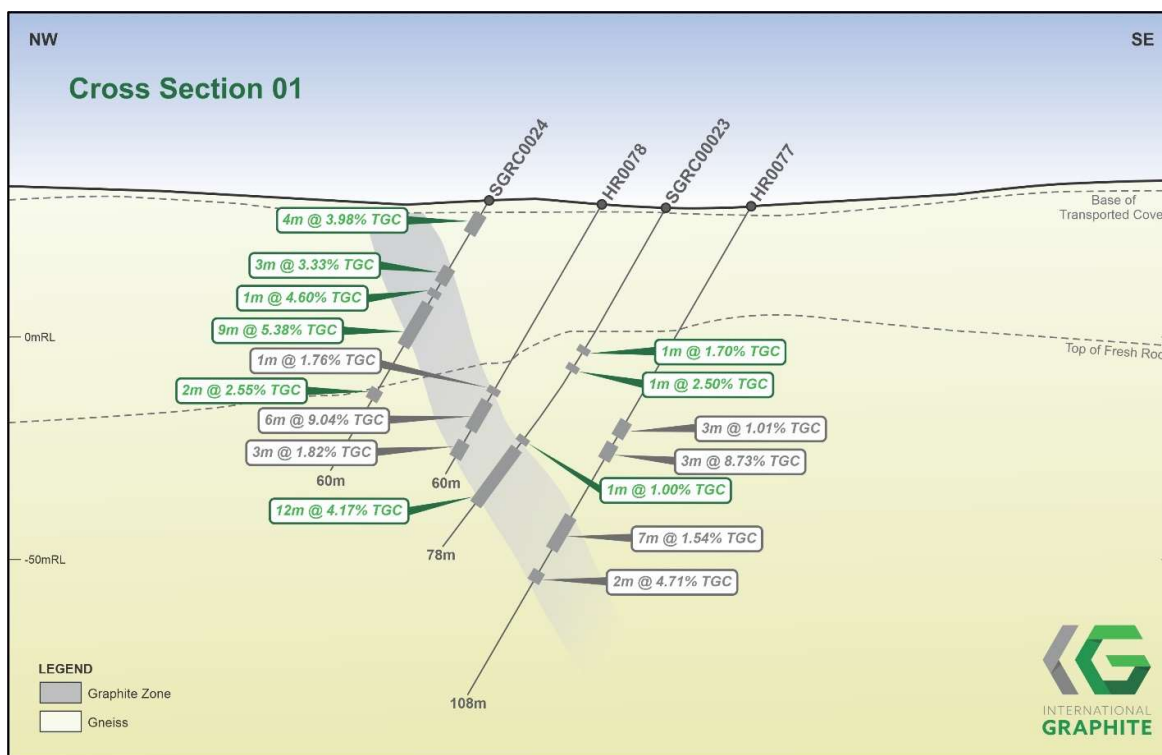 NW
SE
Cross Section 01
SGRC0024
HR0078
SGRC00023
HR0077
Base of
Transported Cove
4m @ 3.98% TGC
3m @ 3.33% TGC
1m @ 4.60% TGC
9m @ 5.38% TGC
0mRL
1m @ 1.76% TGC
2m @ 2.55% TGC
6m @ 9.04% TGC
3m @ 1.82% TGC
1m @ 1.70% TGC
Top of Fresh Roc
1m @ 2.50% TGC
3m @ 1.01% TGC
3m @ 8.73% TGC
60m
60m
1m @ 1.00% TGC
12m @ 4.17% TGC
7m @ 1.54% TGC
78m
-50mRL
2m @ 4.71% TGC
108m
LEGEND
Graphite Zone
Gneiss
INTERNATIONAL
GRAPHITE